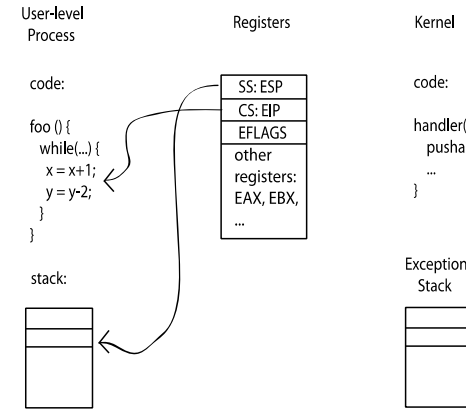 User-level
Process
code:
foo () {
while(...) {
x = x+1;
y = y-2;
}
}
stack:
Registers
SS: ESP
CS: EIP
EFLAGS
other
registers:
EAX, EBX,
...
Kernel
code:
handler(
pusha
...
}
Exception
Stack